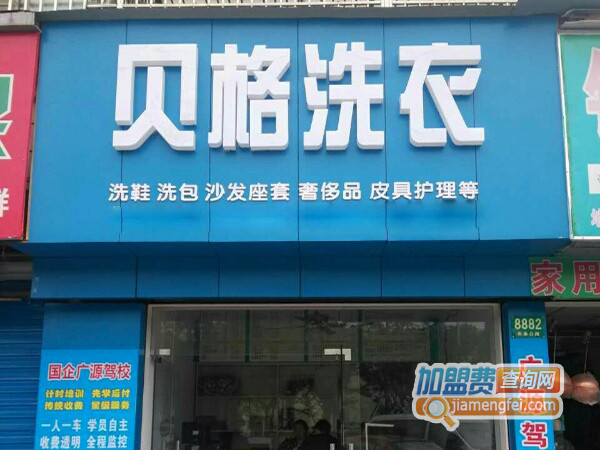 贝格洗衣
洗鞋 洗包 沙发座套 奢侈品 皮具护理等
鲜
家用
8882
国企广源驾校
计时培训 先学后付
传统收费 星级服务
一人一车 学员自主
收费透明 全程监控
广
源
驾
加盟费查询网
jiamengfei.com